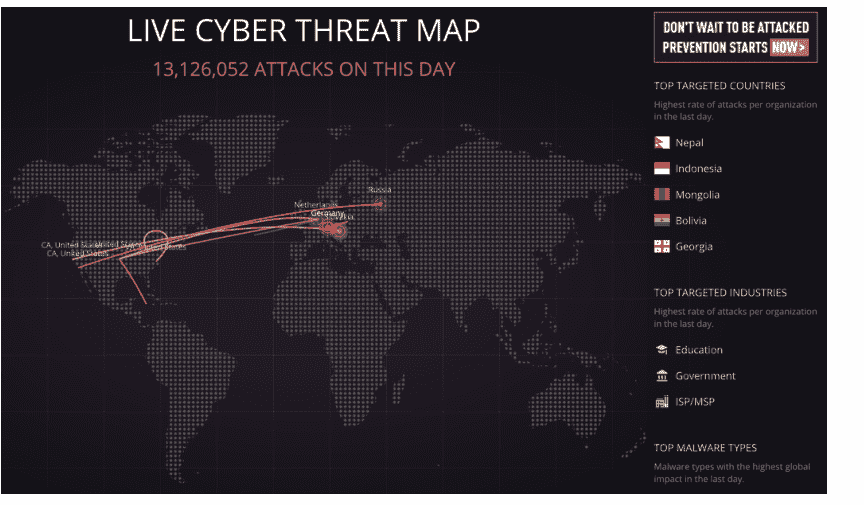 LIVE CYBER THREAT MAP
13,126,052 ATTACKS ON THIS DAY
DON'T WAIT TO BE ATTACKED
PREVENTION STARTS NOW >
TOP TARGETED COUNTRIES
Highest rate of attacks per organization
in the last day.
Nepal
Indonesia
Mongolia
Bolivia
Georgia
TOP TARGETED INDUSTRIES
Highest rate of attacks per organization
in the last day.
Education
Government
ISP/MSP
TOP MALWARE TYPES
Malware types with the highest global
impact in the last day.
Russia
Netherlands
Germany
CA, United States
CA, United States